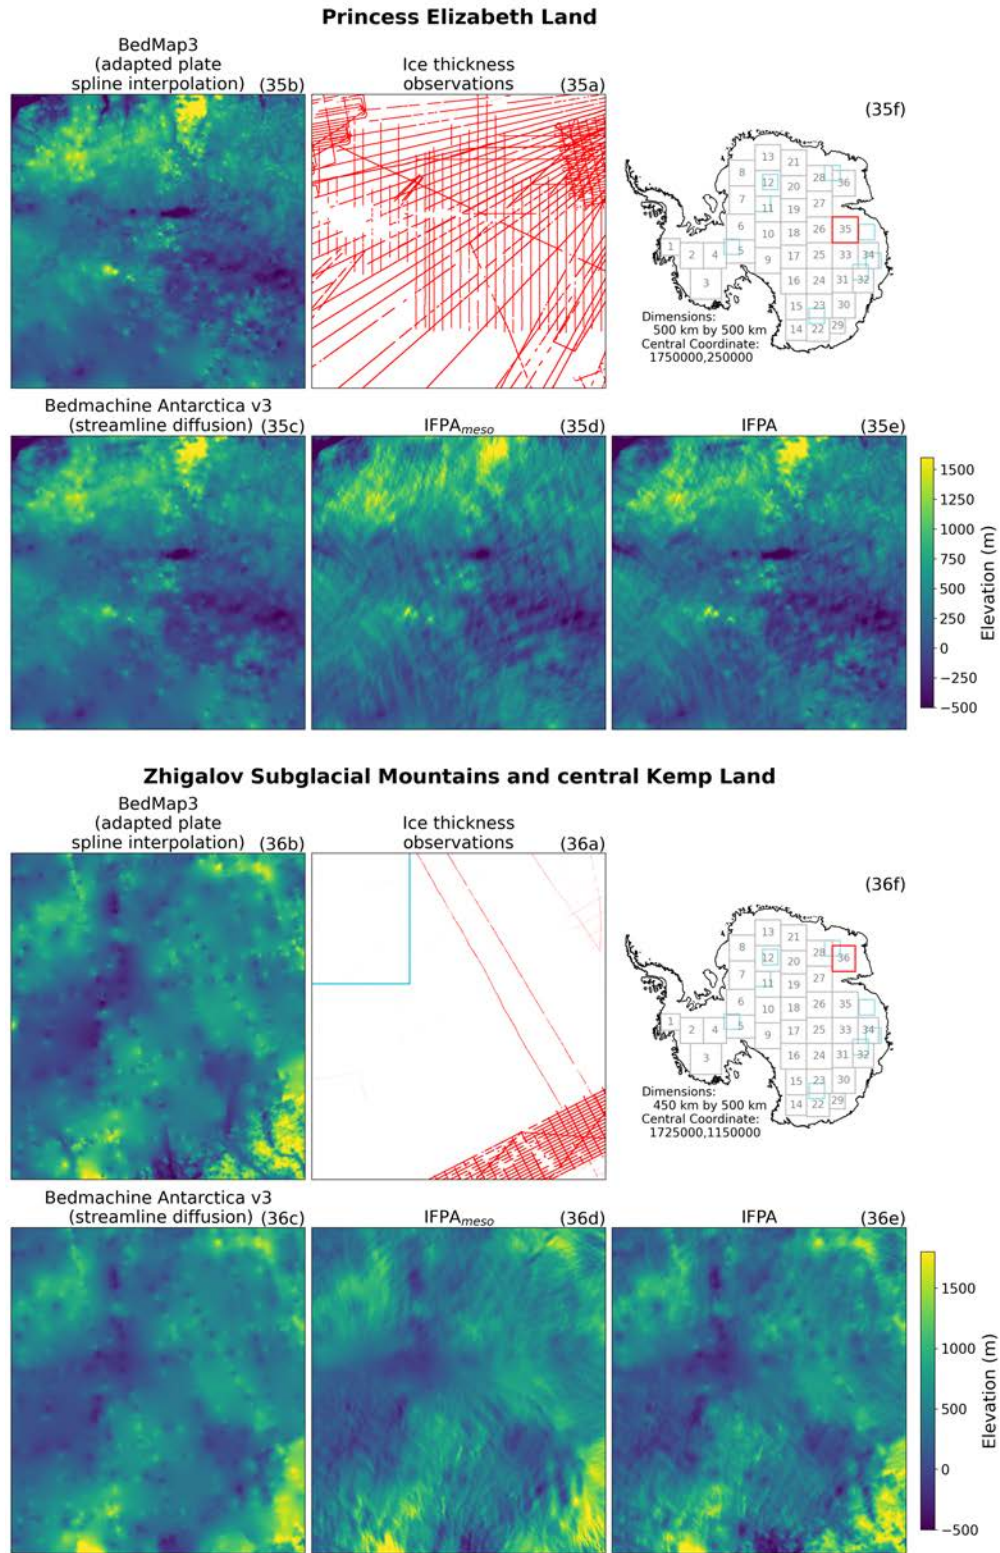 Princess Elizabeth Land
BedMap3
(adapted plate
spline interpolation) (35b)
Ice thickness
observations (35a)
(35f)
13 21
8 12 20 28 36
7 11 19 27
6 10 18 26 35
1 2 4 5 9 17 25 33 34
3 16 24 31 32
15 23 30
14 22 29
Dimensions:
500 km by 500 km
Central Coordinate:
1750000,250000
Bedmachine Antarctica v3
(streamline diffusion) (35c)
IFPAmeso (35d)
IFPA (35e)
1500
1250
1000
750
500
250
0
−250
−500
Elevation (m)
Zhigalov Subglacial Mountains and central Kemp Land
BedMap3
(adapted plate
spline interpolation) (36b)
Ice thickness
observations (36a)
(36f)
13 21
8 12 20 28 36
7 11 19 27
6 10 18 26 35
1 2 4 5 9 17 25 33 34
3 16 24 31 32
15 23 30
14 22 29
Dimensions:
450 km by 500 km
Central Coordinate:
1725000,1150000
Bedmachine Antarctica v3
(streamline diffusion) (36c)
IFPAmeso (36d)
IFPA (36e)
1500
1000
500
0
−500
Elevation (m)